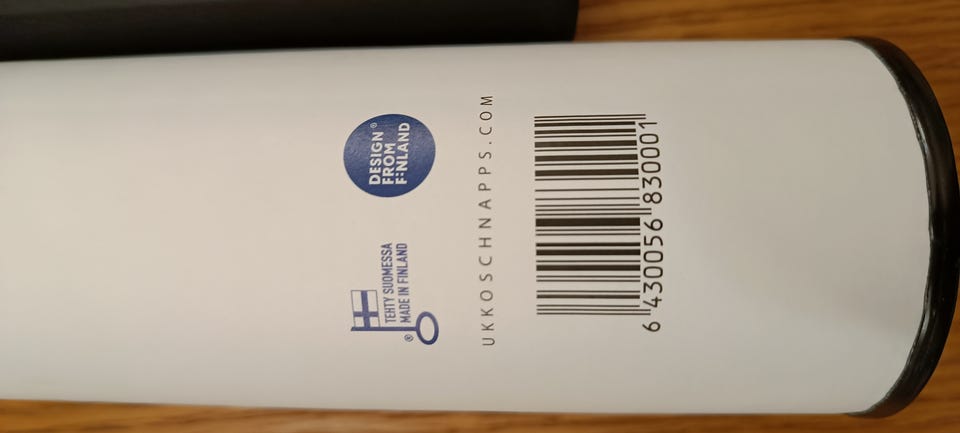 ®
TEHTY SUOMESSA
MADE IN FINLAND
DESIGN®
FROM
FINLAND
UKKOSCHNAPPS.COM
6 430056 830001